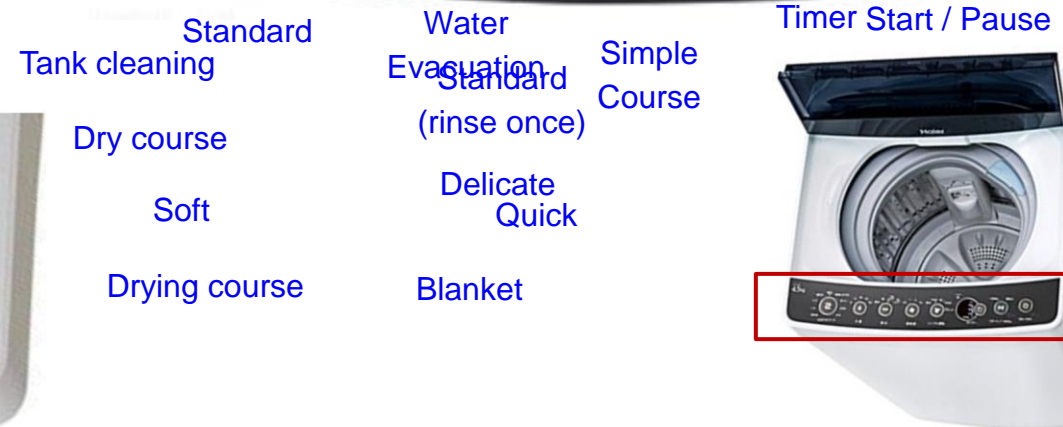 Standard
Tank cleaning
Dry course
Soft
Drying course
Water
Evacuation
Standard
(rinse once)
Delicate
Quick
Blanket
Simple
Course
Timer Start / Pause
Haier